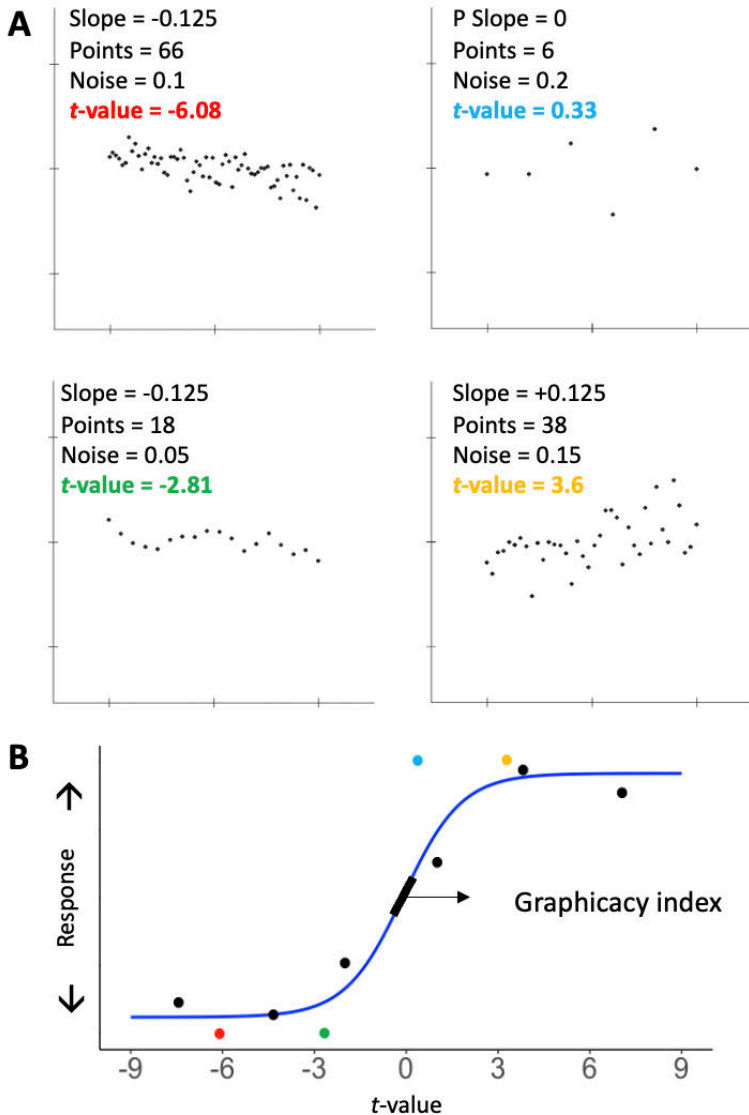 A
Slope = -0.125
Points = 66
Noise = 0.1
t-value = -6.08
P Slope = 0
Points = 6
Noise = 0.2
t-value = 0.33
Slope = -0.125
Points = 18
Noise = 0.05
t-value = -2.81
Slope = +0.125
Points = 38
Noise = 0.15
t-value = 3.6
B
Response
Graphicacy index
-9 -6 -3 0 3 6 9
t-value